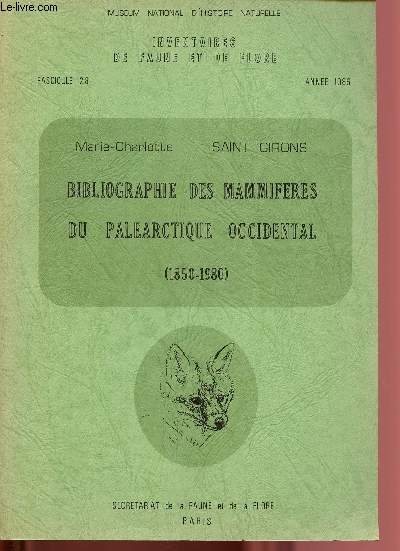 Le-livre.com
MUSEUM NATIONAL D'HISTOIRE NATURELLE
INVENTAIRES
DE FAUNE ET DE FLORE
FASCICULE 28
ANNEE 1985
Marie-Charlotte SAINT GIRONS
BIBLIOGRAPHIE DES MAMMIFERES
DU PALEARCTIQUE OCCIDENTAL
(1850-1980)
SECRETARIAT de la FAUNE et de la FLORE
PARIS